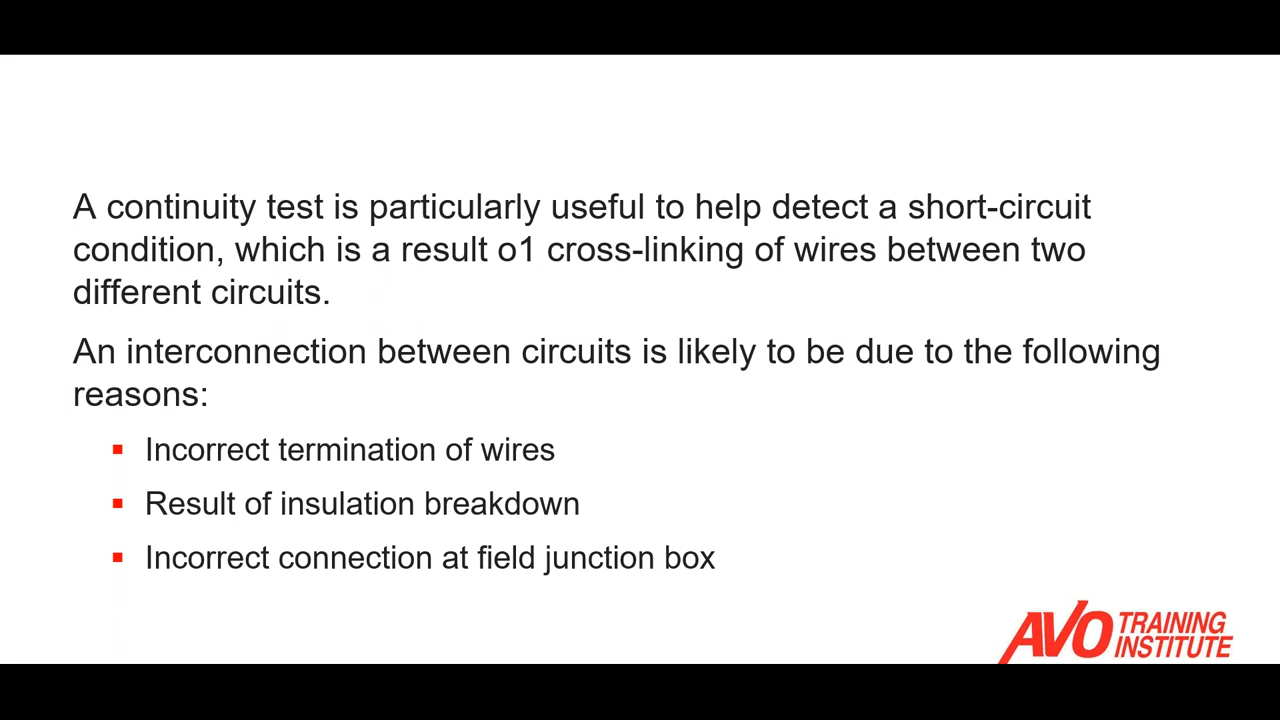 A continuity test is particularly useful to help detect a short-circuit
condition, which is a result o1 cross-linking of wires between two
different circuits.
An interconnection between circuits is likely to be due to the following
reasons:
▪ Incorrect termination of wires
▪ Result of insulation breakdown
▪ Incorrect connection at field junction box
AVO TRAINING
INSTITUTE